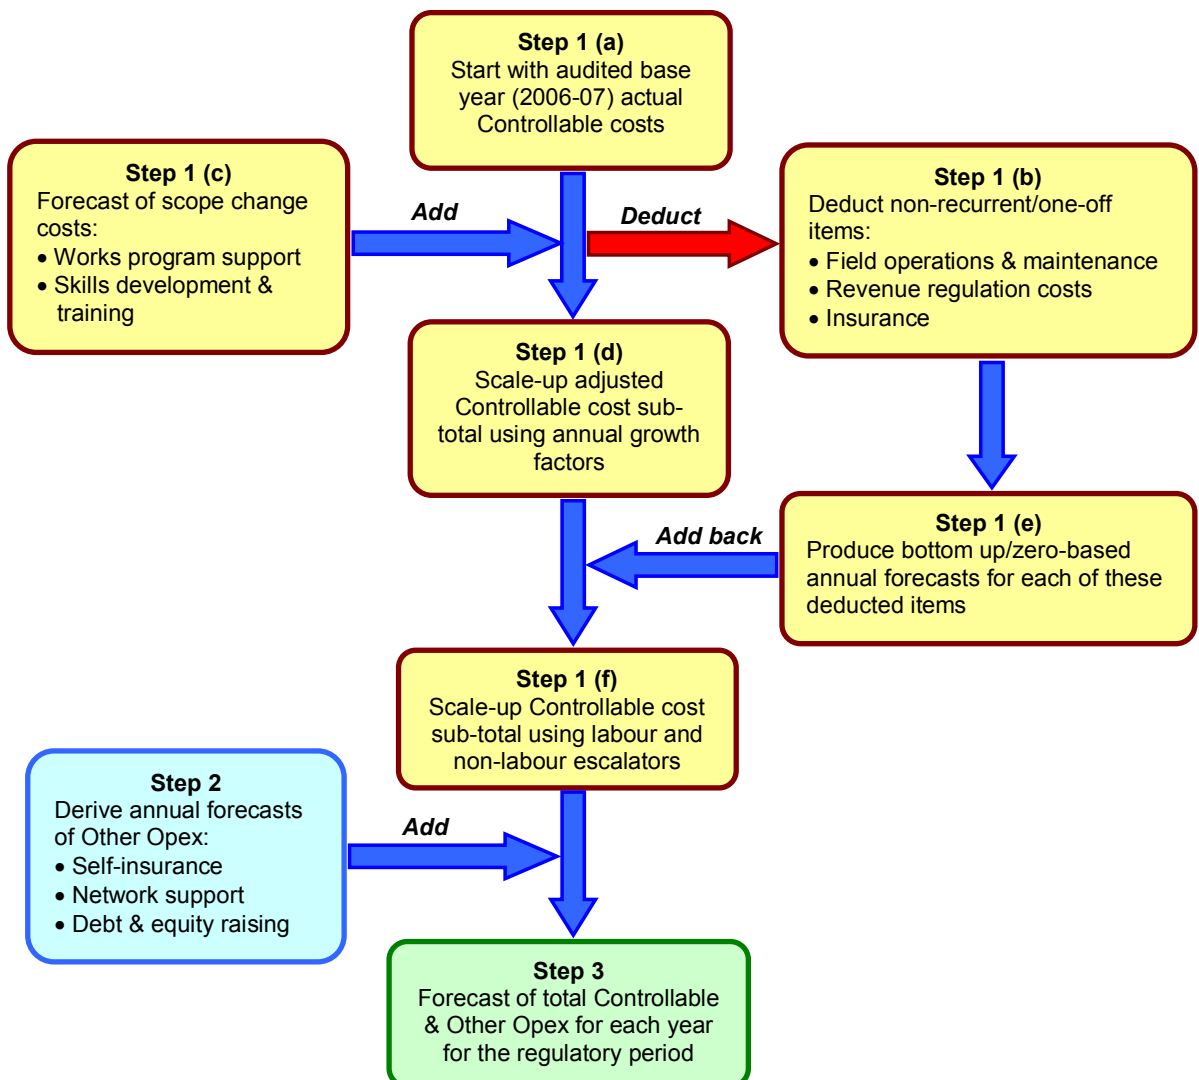 Step 1 (a)
Start with audited base
year (2006-07) actual
Controllable costs
Step 1 (c)
Forecast of scope change
costs:
• Works program support
• Skills development &
training
Add
Deduct
Step 1 (b)
Deduct non-recurrent/one-off
items:
• Field operations & maintenance
• Revenue regulation costs
• Insurance
Step 1 (d)
Scale-up adjusted
Controllable cost sub-
total using annual growth
factors
Add back
Step 1 (e)
Produce bottom up/zero-based
annual forecasts for each of these
deducted items
Step 1 (f)
Scale-up Controllable cost
sub-total using labour and
non-labour escalators
Step 2
Derive annual forecasts
of Other Opex:
• Self-insurance
• Network support
• Debt & equity raising
Add
Step 3
Forecast of total Controllable
& Other Opex for each year
for the regulatory period